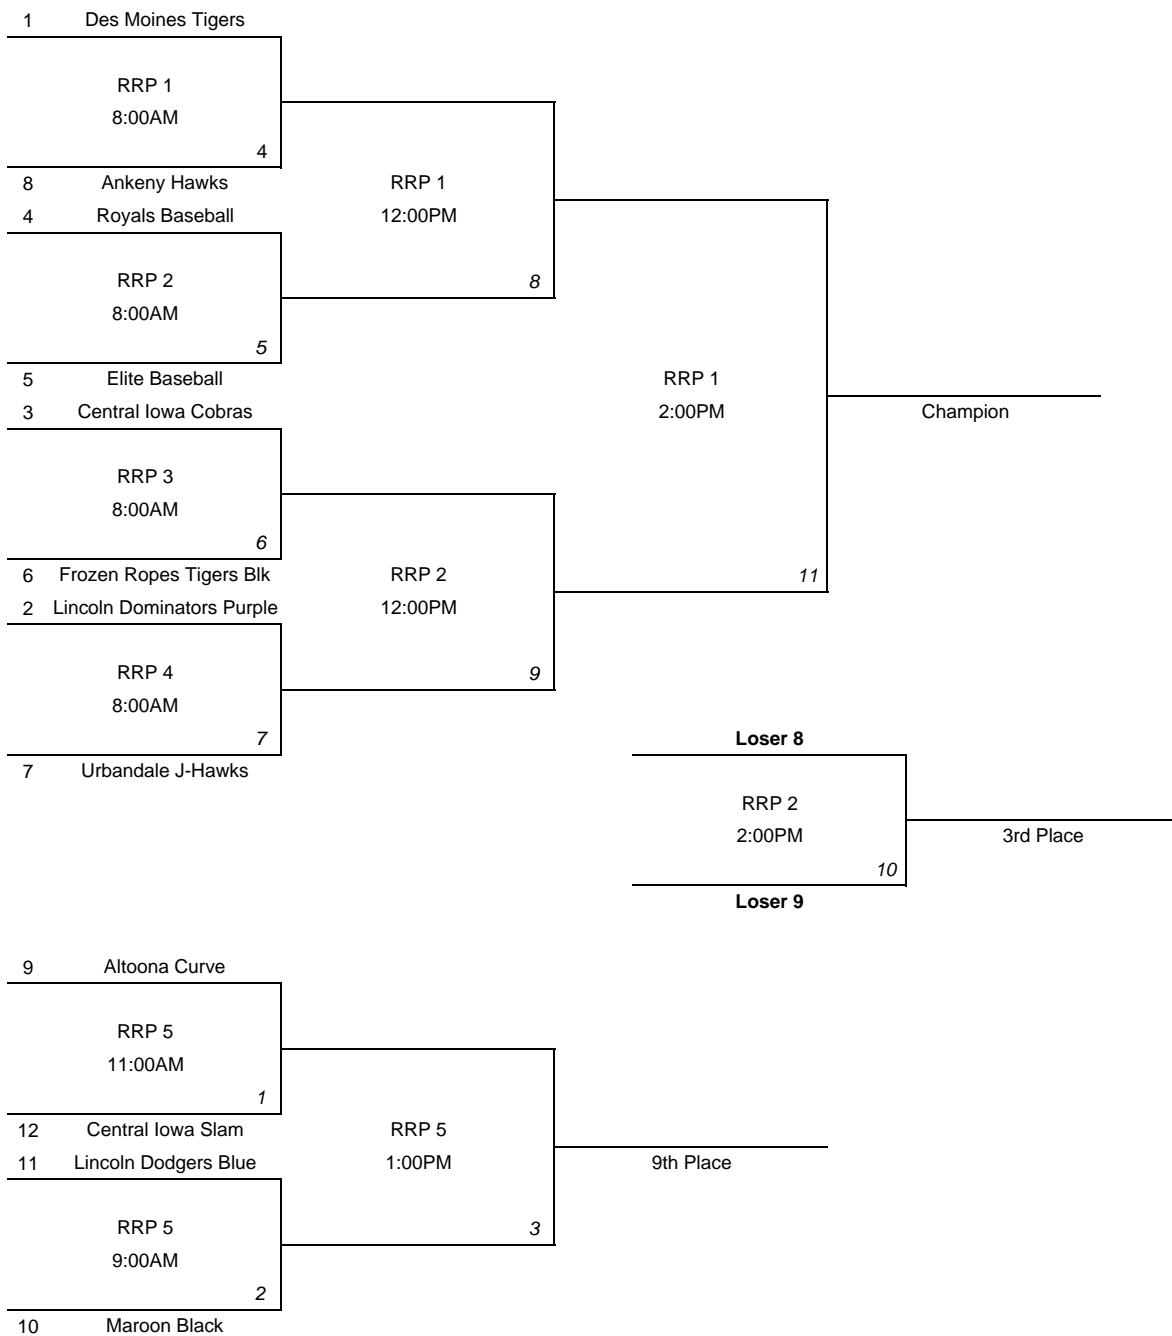 1 Des Moines Tigers
RRP 1
8:00AM
4
8 Ankeny Hawks
RRP 1
4 Royals Baseball
12:00PM
RRP 2
8
8:00AM
5
5 Elite Baseball
RRP 1
3 Central Iowa Cobras
2:00PM
Champion
RRP 3
8:00AM
6
6 Frozen Ropes Tigers Blk
RRP 2
11
2 Lincoln Dominators Purple
12:00PM
RRP 4
9
8:00AM
7
Loser 8
7 Urbandale J-Hawks
RRP 2
2:00PM
3rd Place
10
Loser 9
9 Altoona Curve
RRP 5
11:00AM
1
12 Central Iowa Slam
RRP 5
11 Lincoln Dodgers Blue
1:00PM
9th Place
RRP 5
3
9:00AM
2
10 Maroon Black